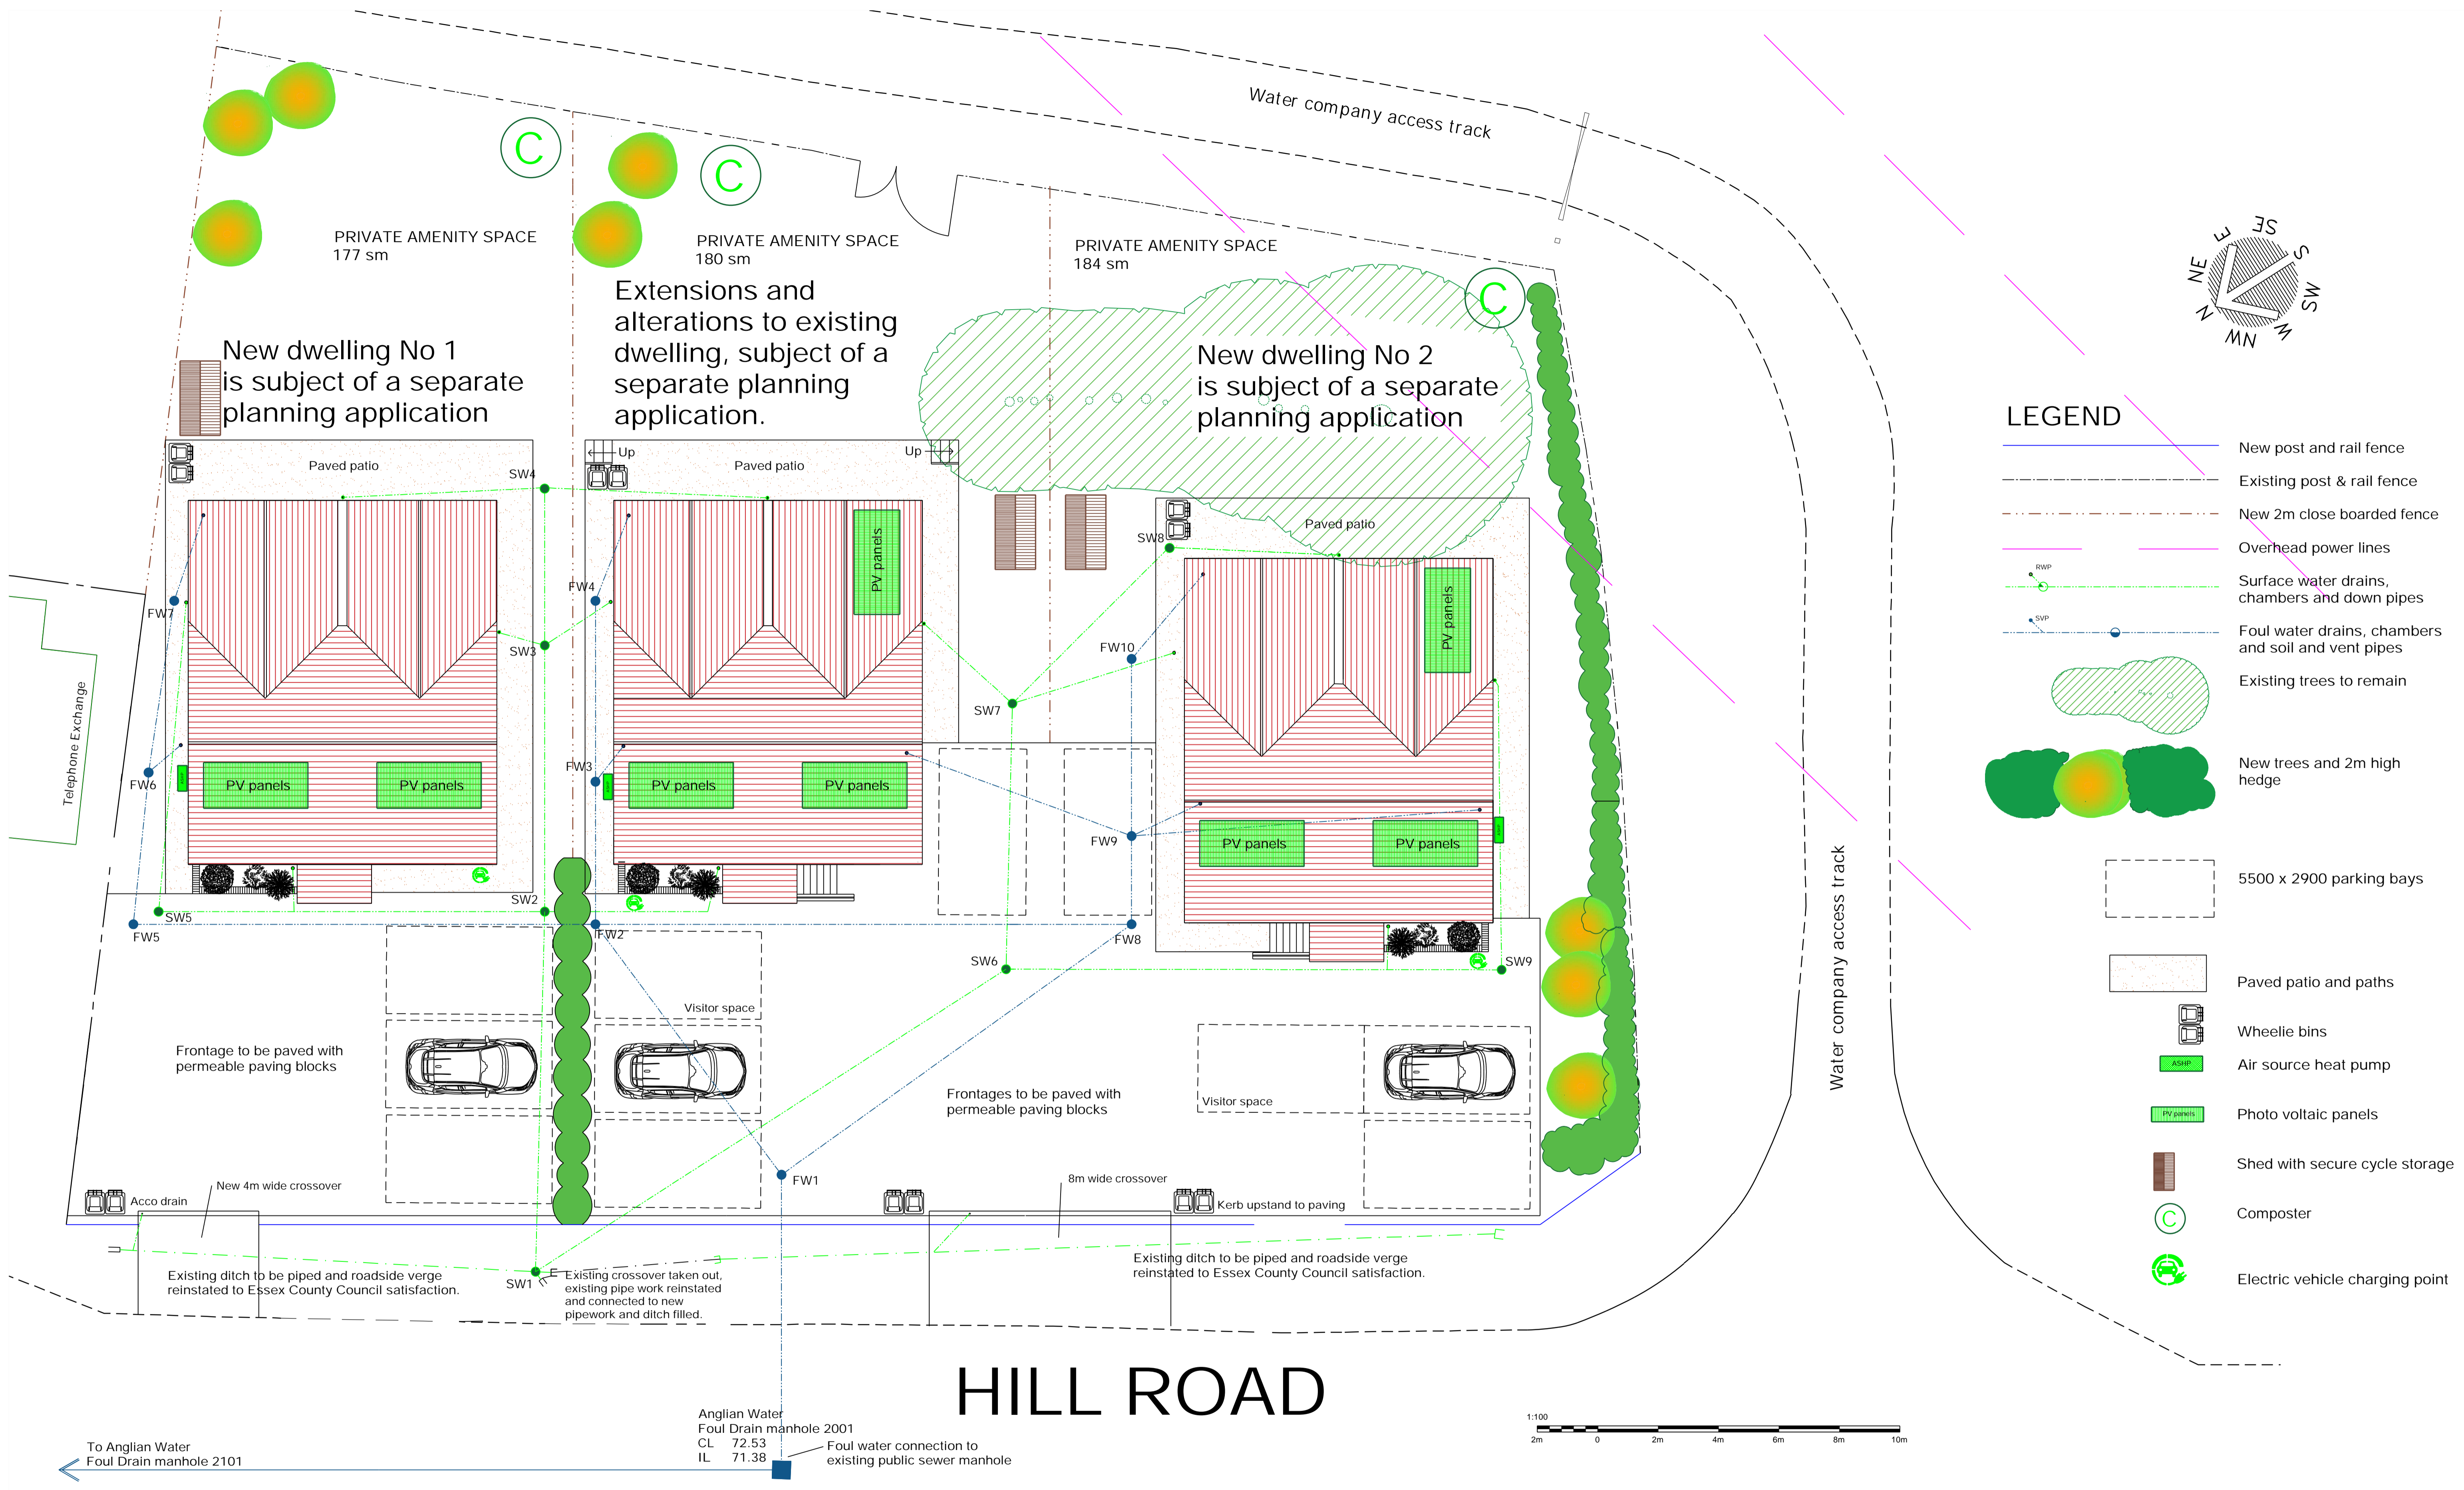 Water company access track
C
C
C
PRIVATE AMENITY SPACE
177 sm
PRIVATE AMENITY SPACE
180 sm
PRIVATE AMENITY SPACE
184 sm
New dwelling No 1
is subject of a separate
planning application
Extensions and
alterations to existing
dwelling, subject of a
separate planning
application.
New dwelling No 2
is subject of a separate
planning application
N
NE
E
SE
S
SW
W
NW
Paved patio
SW4
Up
Paved patio
Up
Paved patio
SW8
FW7
FW4
SW3
FW10
SW7
PV panels
PV panels
Telephone Exchange
FW6
ASHP
PV panels
PV panels
FW3
ASHP
PV panels
PV panels
FW9
PV panels
PV panels
ASHP
SW5
FW5
SW2
FW2
FW8
SW6
SW9
Visitor space
Frontage to be paved with
permeable paving blocks
Frontages to be paved with
permeable paving blocks
Visitor space
Water company access track
FW1
Acco drain
New 4m wide crossover
8m wide crossover
Kerb upstand to paving
SW1
Existing ditch to be piped and roadside verge
reinstated to Essex County Council satisfaction.
Existing crossover taken out,
existing pipe work reinstated
and connected to new
pipework and ditch filled.
Existing ditch to be piped and roadside verge
reinstated to Essex County Council satisfaction.
HILL ROAD
To Anglian Water
Foul Drain manhole 2101
Anglian Water
Foul Drain manhole 2001
CL 72.53
IL 71.38
Foul water connection to
existing public sewer manhole
1:100
2m 0 2m 4m 6m 8m 10m
LEGEND
New post and rail fence
Existing post & rail fence
New 2m close boarded fence
Overhead power lines
RWP
Surface water drains,
chambers and down pipes
SVP
Foul water drains, chambers
and soil and vent pipes
Existing trees to remain
New trees and 2m high
hedge
5500 x 2900 parking bays
Paved patio and paths
Wheelie bins
ASHP
Air source heat pump
PV panels
Photo voltaic panels
Shed with secure cycle storage
C
Composter
Electric vehicle charging point